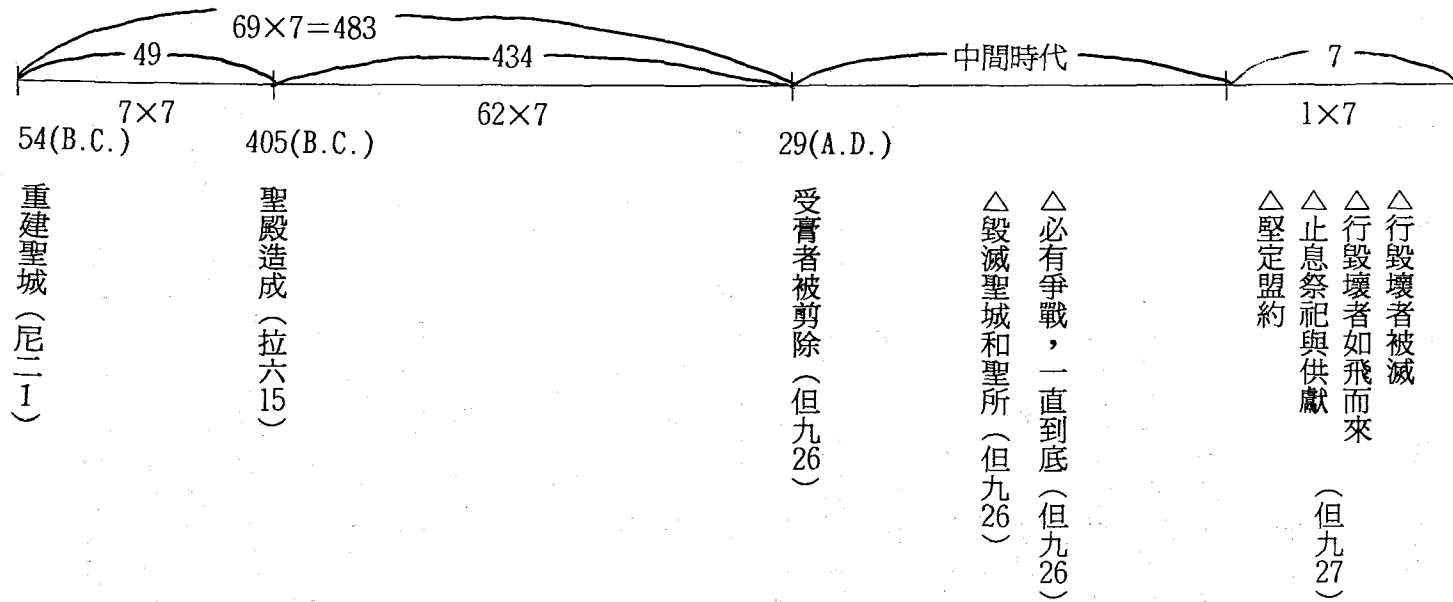 69×7=483
49
434
中間時代
7
7×7
62×7
1×7
54(B.C.)
405(B.C.)
29(A.D.)
重建聖城（尼二1）
聖殿造成（拉六15）
受膏者被剪除（但九26）
△毀滅聖城和聖所（但九26）
△必有爭戰，一直到底（但九26）
△堅定盟約
△止息祭祀與供獻
△行毀壞者如飛而來
（但九27）
△行毀壞者被滅